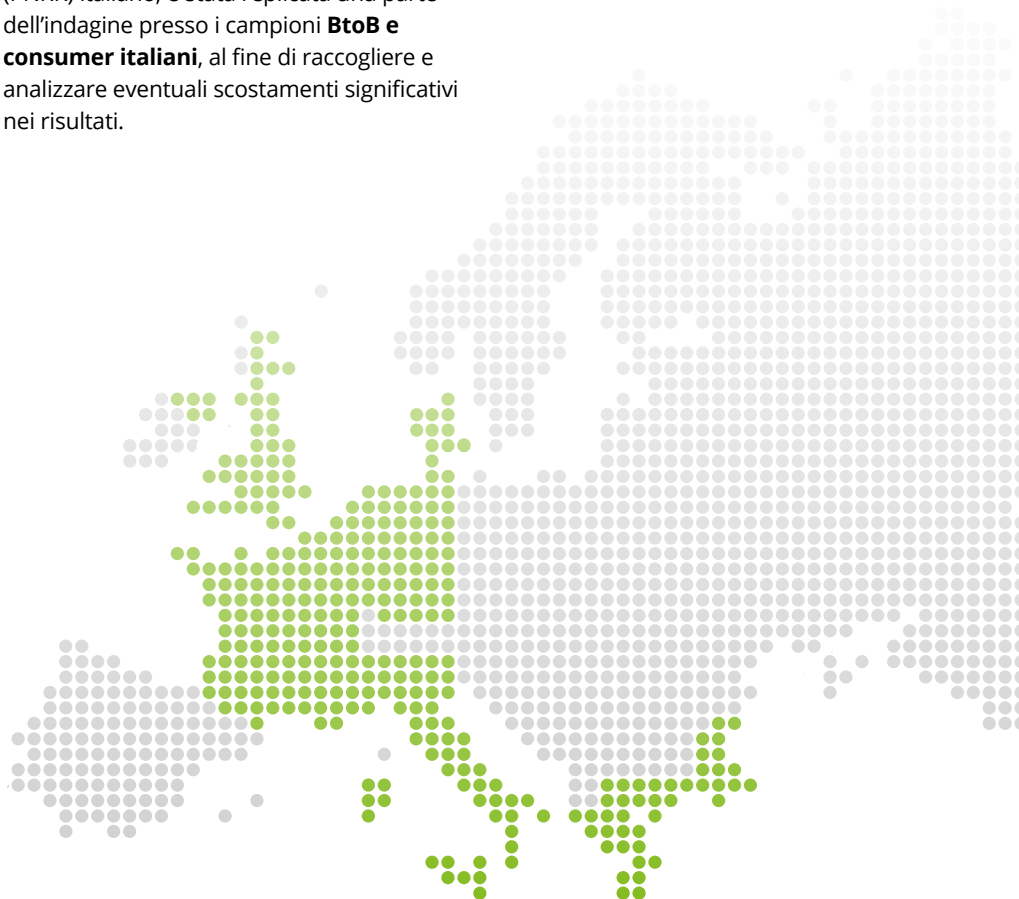 dell’indagine presso i campioni BtoB e
consumer italiani, al fine di raccogliere e
analizzare eventuali scostamenti significativi
nei risultati.